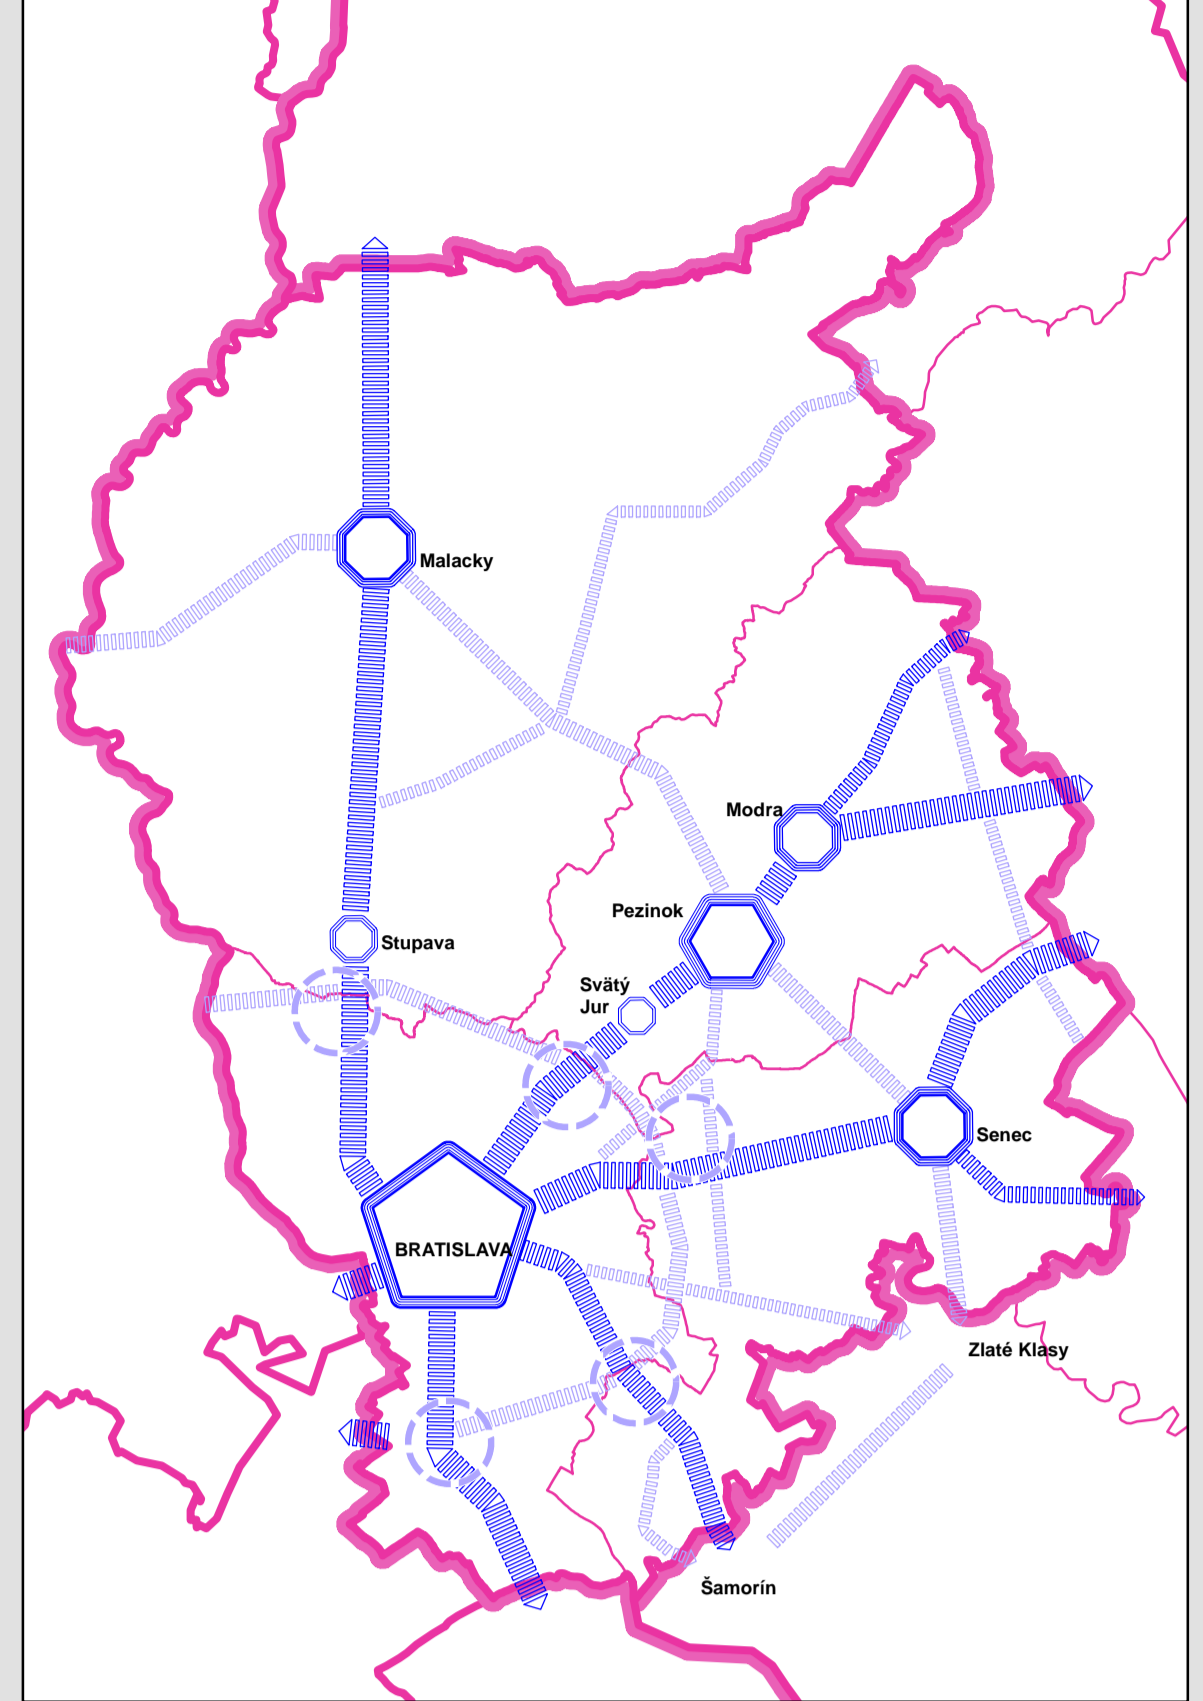 Malacky
Modra
Pezinok
Stupava
Svätý
Jur
Senec
BRATISLAVA
Zlaté Klasy
Šamorín